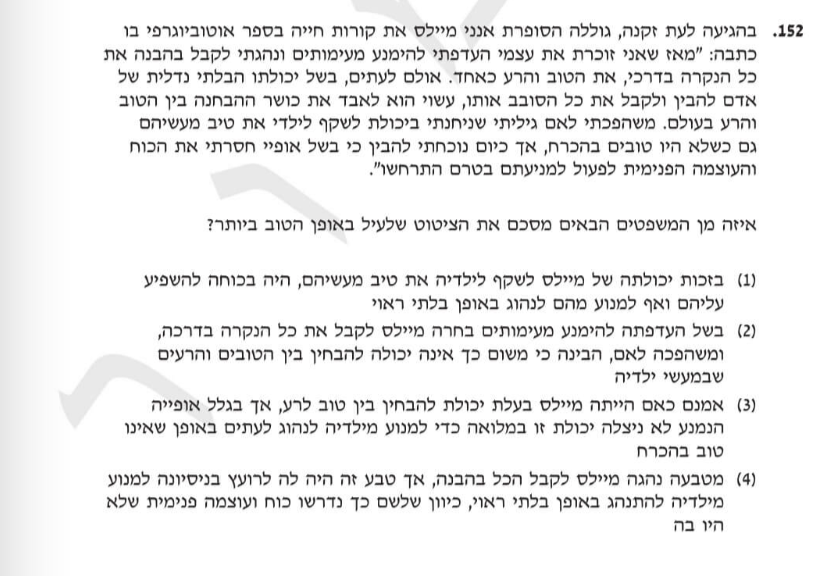 152. בהגיעה לעת זקנה, גוללה הסופרת אנני מיילס את קורות חייה בספר אוטוביוגרפי בו
כתבה: "מאז שאני זוכרת את עצמי העדפתי להימנע מעימותים ונהגתי לקבל בהבנה את
כל הנקרה בדרכי, את הטוב והרע כאחד. אולם לעתים, בשל יכולתו הבלתי נדלית של
אדם להבין ולקבל את כל הסובב אותו, עשוי הוא לאבד את כושר ההבחנה בין הטוב
והרע בעולם. משהפכתי לאם גיליתי שניחנתי ביכולת לשקף לילדי את טיב מעשיהם
גם כשלא היו טובים בהכרח, אך כיום נוכחתי להבין כי בשל אופיי חסרתי את הכוח
והעוצמה הפנימית לפעול למניעתם בטרם התרחשו".
איזה מן המשפטים הבאים מסכם את הציטוט שלעיל באופן הטוב ביותר?
(1) בזכות יכולתה של מיילס לשקף לילדיה את טיב מעשיהם, היה בכוחה להשפיע
עליהם ואף למנוע מהם לנהוג באופן בלתי ראוי
(2) בשל העדפתה להימנע מעימותים בחרה מיילס לקבל את כל הנקרה בדרכה,
ומשהפכה לאם, הבינה כי משום כך אינה יכולה להבחין בין הטובים והרעים
שבמעשי ילדיה
(3) אמנם כאם הייתה מיילס בעלת יכולת להבחין בין טוב לרע, אך בגלל אופייה
הנמנע לא ניצלה יכולת זו במלואה כדי למנוע מילדיה לנהוג לעתים באופן שאינו
טוב בהכרח
(4) מטבעה נהגה מיילס לקבל הכל בהבנה, אך טבע זה היה לה לרועץ בניסיונה למנוע
מילדיה להתנהג באופן בלתי ראוי, כיוון שלשם כך נדרשו כוח ועוצמה פנימית שלא
היו בה